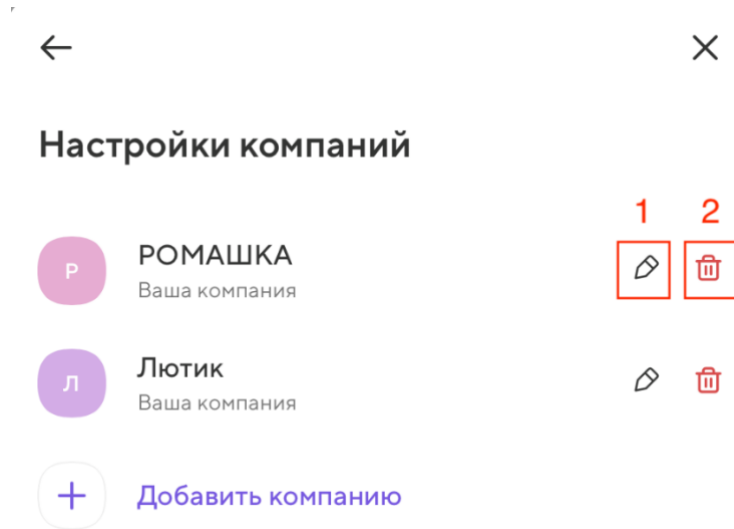 Настройки компаний
1 2
Р РОМАШКА
Ваша компания
Л Лютик
Ваша компания
Добавить компанию